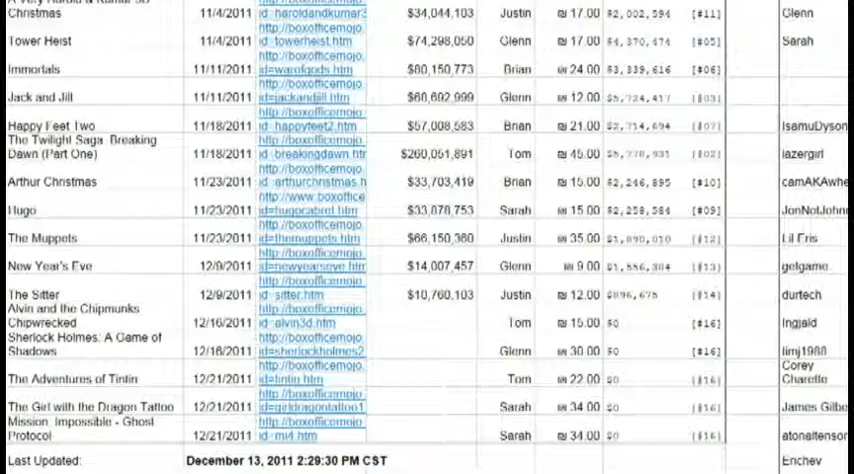 Christmas 11/4/2011 $34,044,103 Justin ₪ 17.00 $2,002,594 [#11] Glenn
http://boxofficemojo.
Tower Heist 11/4/2011 id=towerheist.htm $74,298,050 Glenn ₪ 17.00 $4,370,474 [#05] Sarah
http://boxofficemojo.
Immortals 11/11/2011 id=warofgods.htm $80,150,773 Brian ₪ 24.00 $3,339,616 [#06]
http://boxofficemojo.
Jack and Jill 11/11/2011 id=jackandjill.htm Glenn ₪ 12.00 $5,724,417 [#03]
http://boxofficemojo.
Happy Feet Two 11/18/2011 id=happyfeet2.htm $57,008,583 Brian ₪ 21.00 $2,714,694 [#07] IsamuDyson
The Twilight Saga: Breaking http://boxofficemojo.
Dawn (Part One) 11/18/2011 id=breakingdawn.htr $260,051,891 Tom ₪ 45.00 $5,778,931 [#02] lazergirl
http://boxofficemojo.
Arthur Christmas 11/23/2011 id=arthurchristmas.h $33,703,419 Brian ₪ 15.00 $2,246,895 [#10] camAKAwhe
http://www.boxoffice
Hugo 11/23/2011 id=hugocabret.htm $33,878,753 Sarah ₪ 15.00 $2,258,584 [#09] JonNotJohn
http://boxofficemojo.
The Muppets 11/23/2011 id=themuppets.htm $66,150,360 Justin ₪ 35.00 $1,890,010 [#12] Lil Eris
http://boxofficemojo.
New Year's Eve 12/9/2011 id=newyearseve.htm $14,007,457 Glenn ₪ 9.00 $1,556,384 [#13] gelgame
http://boxofficemojo.
The Sitter 12/9/2011 id=sitter.htm $10,760,103 Justin ₪ 12.00 $896,675 [#14] durtech
Alvin and the Chipmunks http://boxofficemojo.
Chipwrecked 12/16/2011 id=alvin3d.htm Tom ₪ 15.00 $0 [#16] Ingjald
Sherlock Holmes: A Game of http://boxofficemojo.
Shadows 12/16/2011 id=sherlockholmes2 Glenn ₪ 30.00 $0 [#16] limj1988
http://boxofficemojo. Corey
The Adventures of Tintin 12/21/2011 id=tintin.htm Tom ₪ 22.00 $0 [#16] Charette
http://boxofficemojo.
The Girl with the Dragon Tattoo 12/21/2011 id=girldragontattoo1 Sarah ₪ 34.00 $0 [#16] James Gilbe
Mission: Impossible - Ghost http://boxofficemojo.
Protocol 12/21/2011 id=mi4.htm Sarah ₪ 34.00 $0 [#16] atonaltenson
Last Updated: December 13, 2011 2:29:30 PM CST Enchev